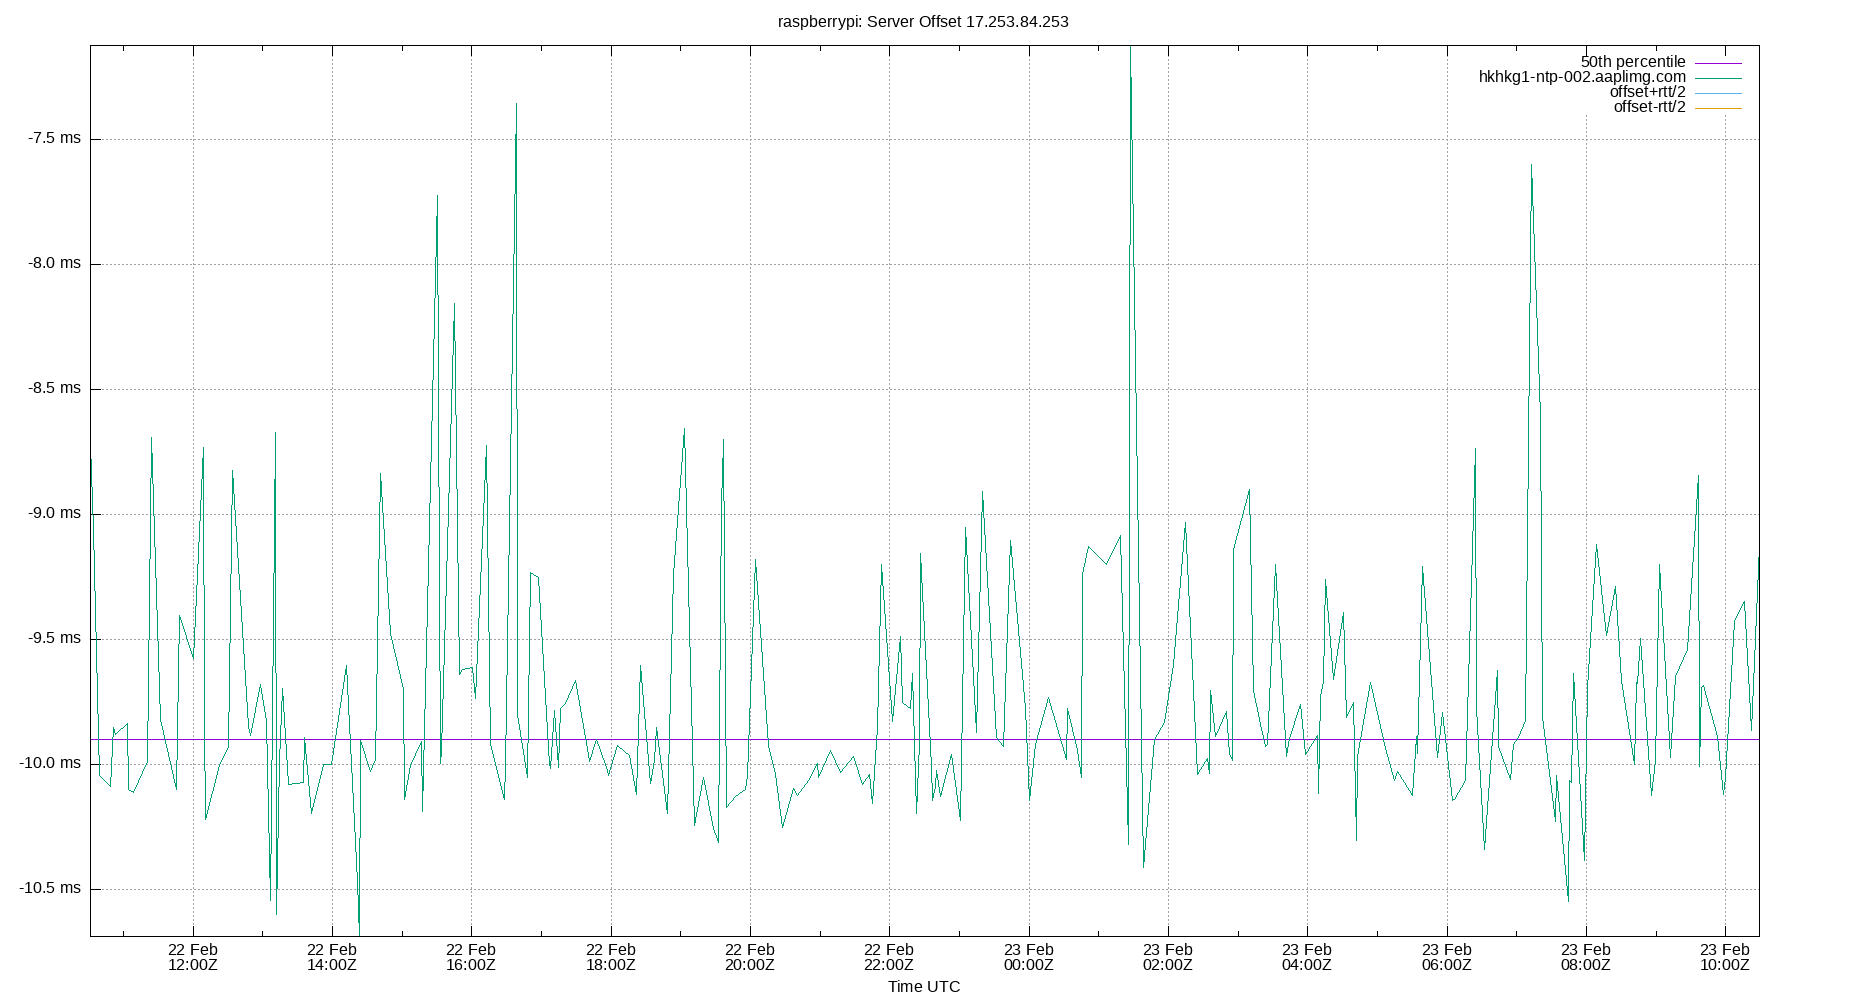 raspberrypi: Server Offset 17.253.84.253
50th percentile
hkhkg1-ntp-002.aaplimg.com
offset+rtt/2
offset-rtt/2
-7.5 ms
-8.0 ms
-8.5 ms
-9.0 ms
-9.5 ms
-10.0 ms
-10.5 ms
22 Feb 22 Feb 22 Feb 22 Feb 22 Feb 22 Feb 23 Feb 23 Feb 23 Feb 23 Feb 23 Feb 23 Feb
12:00Z 14:00Z 16:00Z 18:00Z 20:00Z 22:00Z 00:00Z 02:00Z 04:00Z 06:00Z 08:00Z 10:00Z
Time UTC